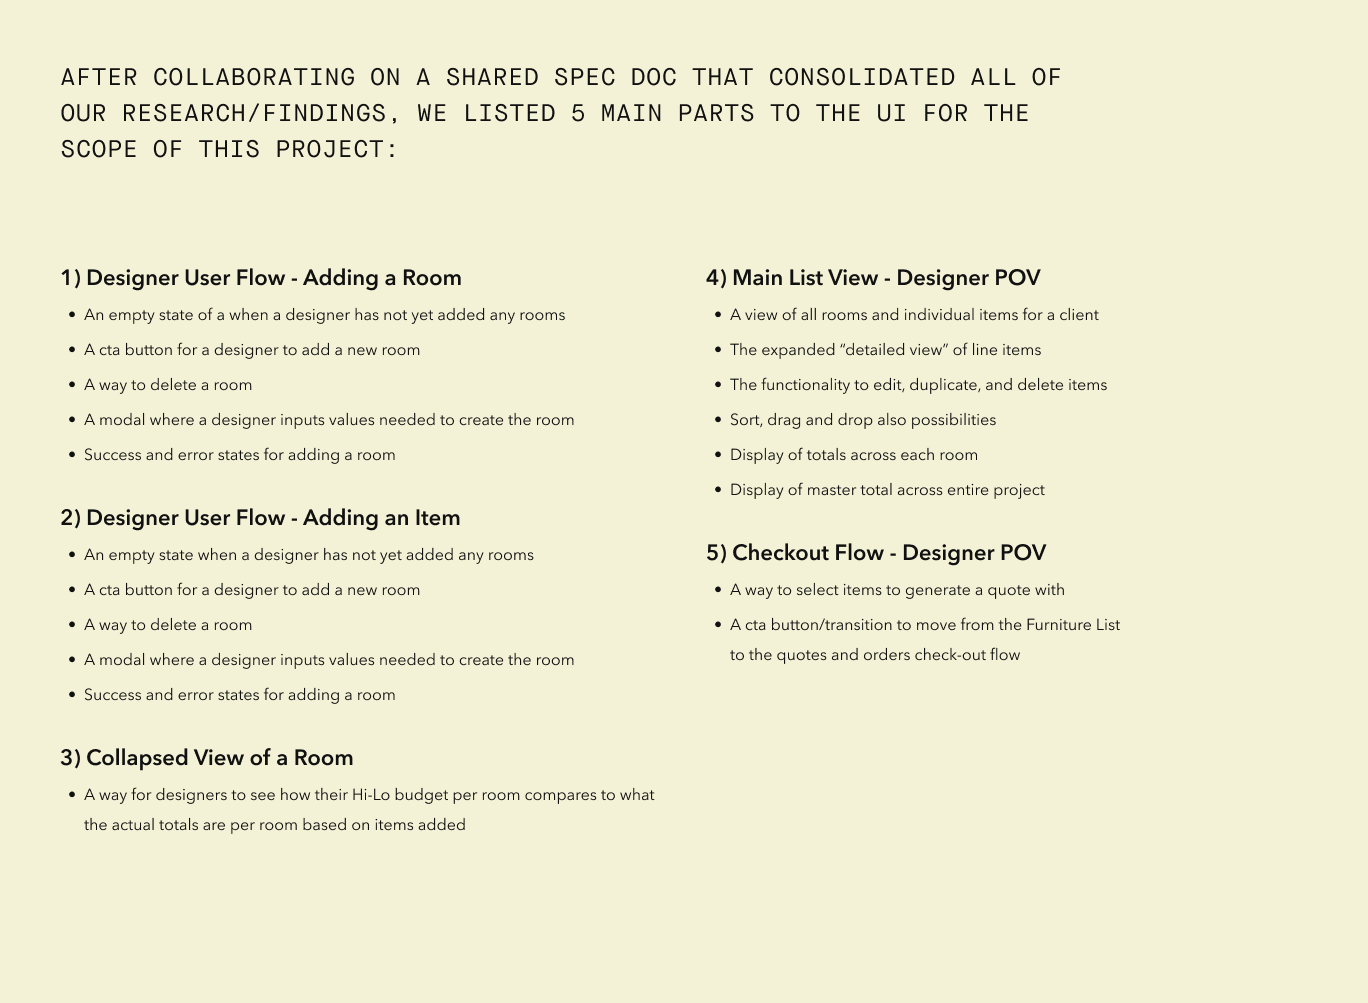 AFTER COLLABORATING ON A SHARED SPEC DOC THAT CONSOLIDATED ALL OF
OUR RESEARCH/FINDINGS, WE LISTED 5 MAIN PARTS TO THE UI FOR THE
SCOPE OF THIS PROJECT:
1) Designer User Flow - Adding a Room
• An empty state of a when a designer has not yet added any rooms
• A cta button for a designer to add a new room
• A way to delete a room
• A modal where a designer inputs values needed to create the room
• Success and error states for adding a room
2) Designer User Flow - Adding an Item
• An empty state when a designer has not yet added any rooms
• A cta button for a designer to add a new room
• A way to delete a room
• A modal where a designer inputs values needed to create the room
• Success and error states for adding a room
3) Collapsed View of a Room
• A way for designers to see how their Hi-Lo budget per room compares to what
the actual totals are per room based on items added
4) Main List View - Designer POV
• A view of all rooms and individual items for a client
• The expanded “detailed view” of line items
• The functionality to edit, duplicate, and delete items
• Sort, drag and drop also possibilities
• Display of totals across each room
• Display of master total across entire project
5) Checkout Flow - Designer POV
• A way to select items to generate a quote with
• A cta button/transition to move from the Furniture List
to the quotes and orders check-out flow